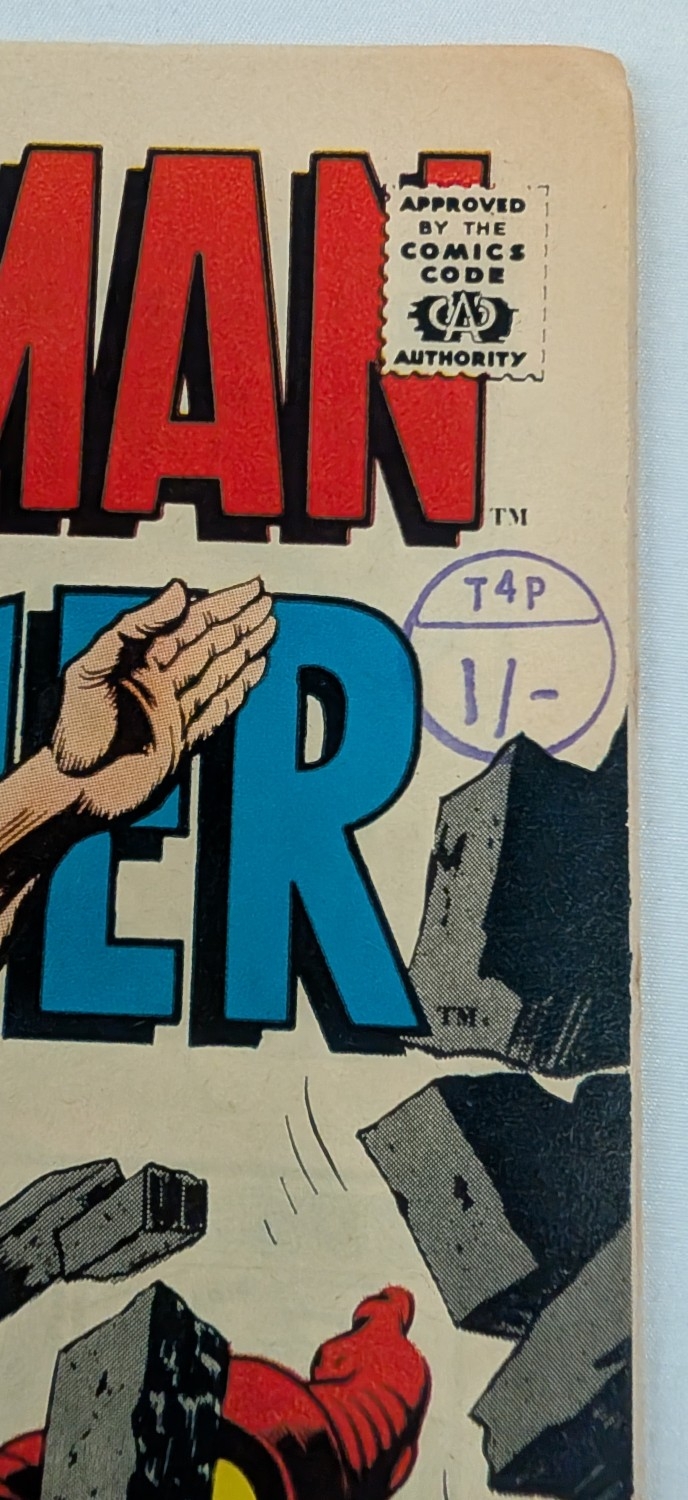 MAN
APPROVED
BY THE
COMICS
CODE
CA
AUTHORITY
TM
T4P
1/-
ER
TM.